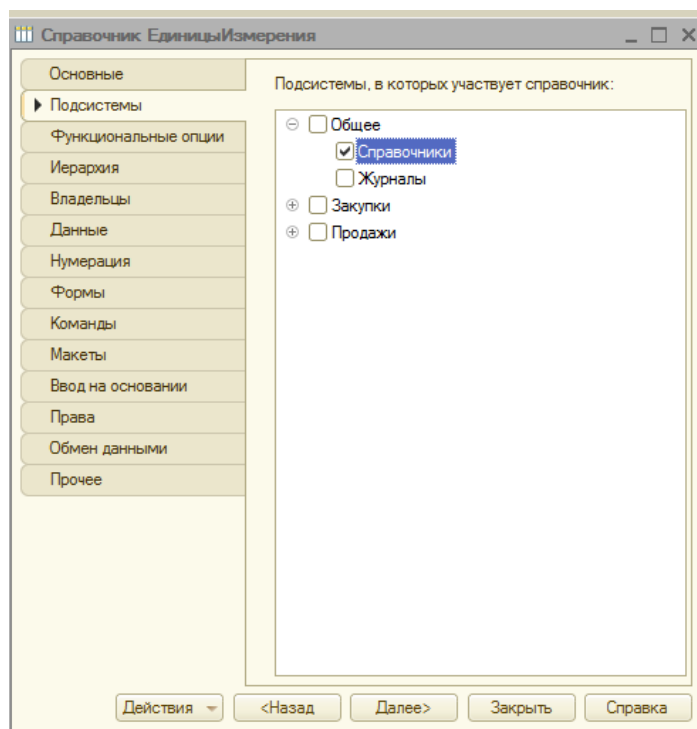 Справочник ЕдиницыИзмерения
Основные
Подсистемы
Функциональные опции
Иерархия
Владельцы
Данные
Нумерация
Формы
Команды
Макеты
Ввод на основании
Права
Обмен данными
Прочее
Подсистемы, в которых участвует справочник:
Общее
Справочники
Журналы
Закупки
Продажи
Действия <Назад Далее> Закрыть Справка